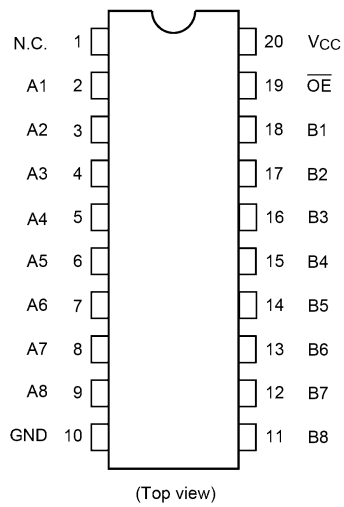 N.C. 1 20 VCC
A1 2 19 O̅E̅
A2 3 18 B1
A3 4 17 B2
A4 5 16 B3
A5 6 15 B4
A6 7 14 B5
A7 8 13 B6
A8 9 12 B7
GND 10 11 B8
(Top view)